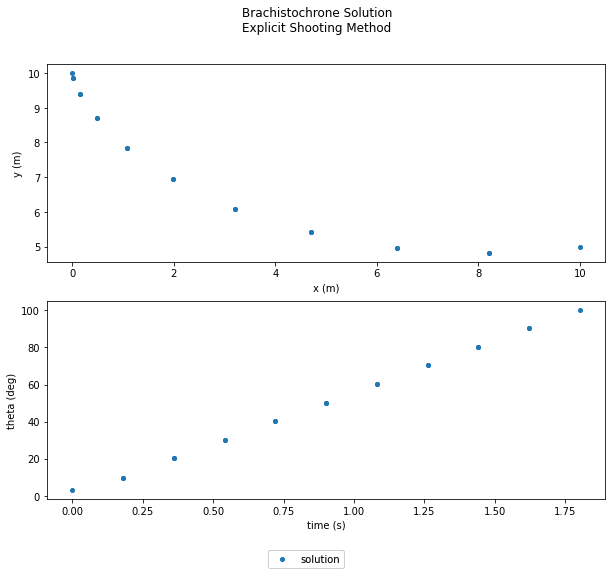 Brachistochrone Solution
Explicit Shooting Method
10
9
8
7
6
5
y (m)
0 2 4 6 8 10
x (m)
100
80
60
40
20
0
theta (deg)
0.00 0.25 0.50 0.75 1.00 1.25 1.50 1.75
time (s)
solution